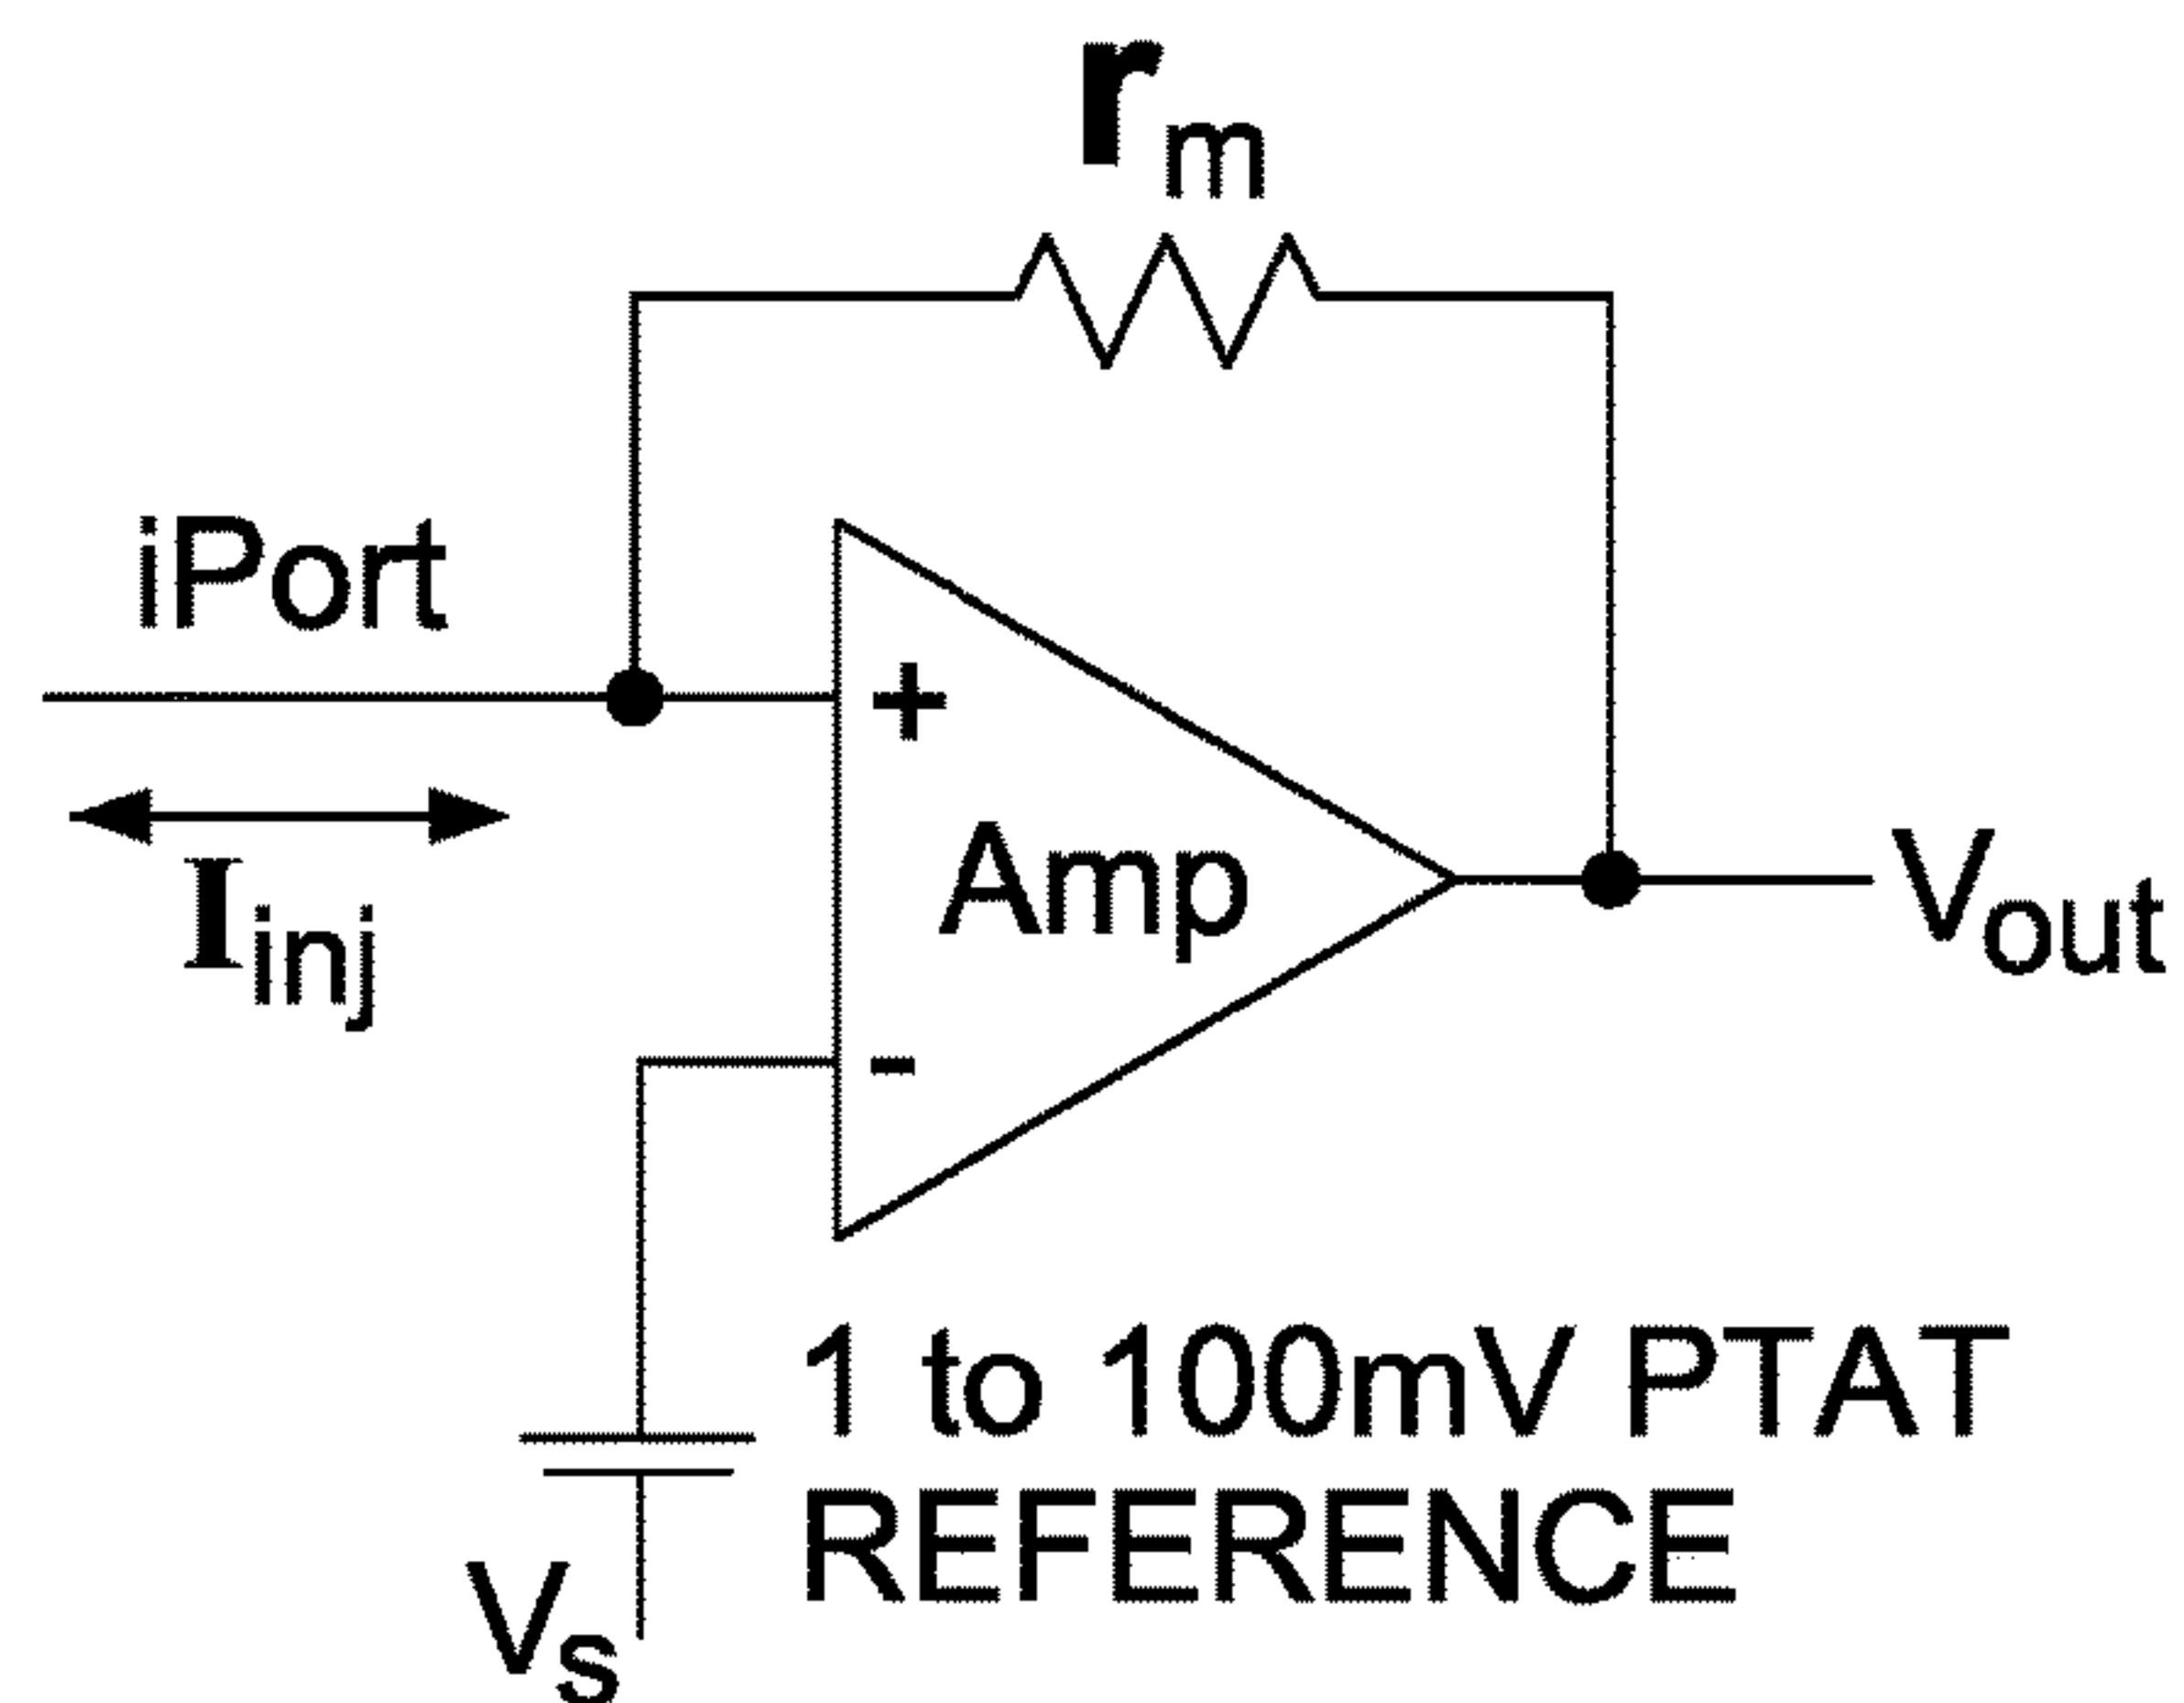 rm
iPort
+
Amp
Iinj
Vout
-
1 to 100mV PTAT
REFERENCE
Vs